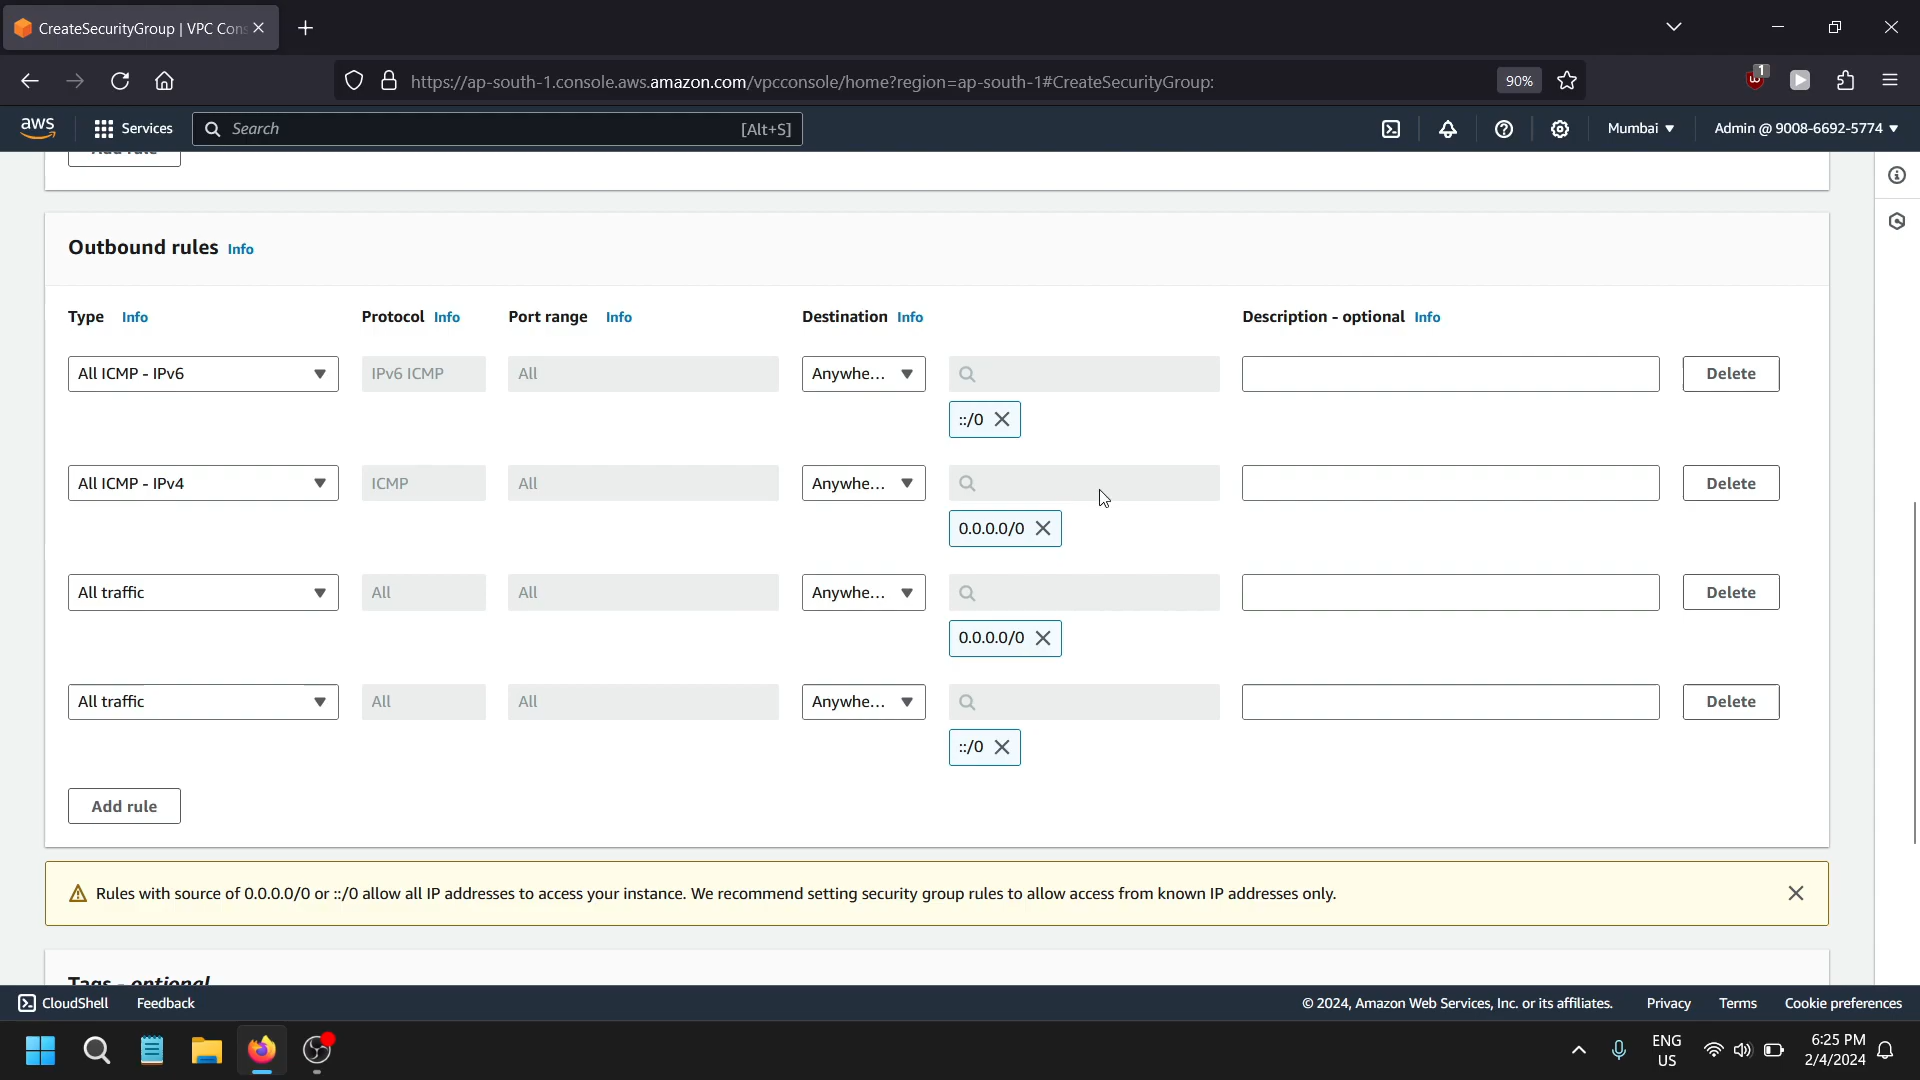 CreateSecurityGroup | VPC Con
https://ap-south-1.console.aws.amazon.com/vpcconsole/home?region=ap-south-1#CreateSecurityGroup:
90%
1
aws
Services
Search
[Alt+S]
Mumbai
Admin @ 9008-6692-5774
Add rule
Outbound rules Info
Type Info
Protocol Info
Port range Info
Destination Info
Description - optional Info
All ICMP - IPv6
IPv6 ICMP
All
Anywhe...
Delete
::/0
All ICMP - IPv4
ICMP
All
Anywhe...
Delete
0.0.0.0/0
All traffic
All
All
Anywhe...
Delete
0.0.0.0/0
All traffic
All
All
Anywhe...
Delete
::/0
Add rule
Rules with source of 0.0.0.0/0 or ::/0 allow all IP addresses to access your instance. We recommend setting security group rules to allow access from known IP addresses only.
Tags - optional
CloudShell
Feedback
© 2024, Amazon Web Services, Inc. or its affiliates.
Privacy
Terms
Cookie preferences
ENG
US
6:25 PM
2/4/2024